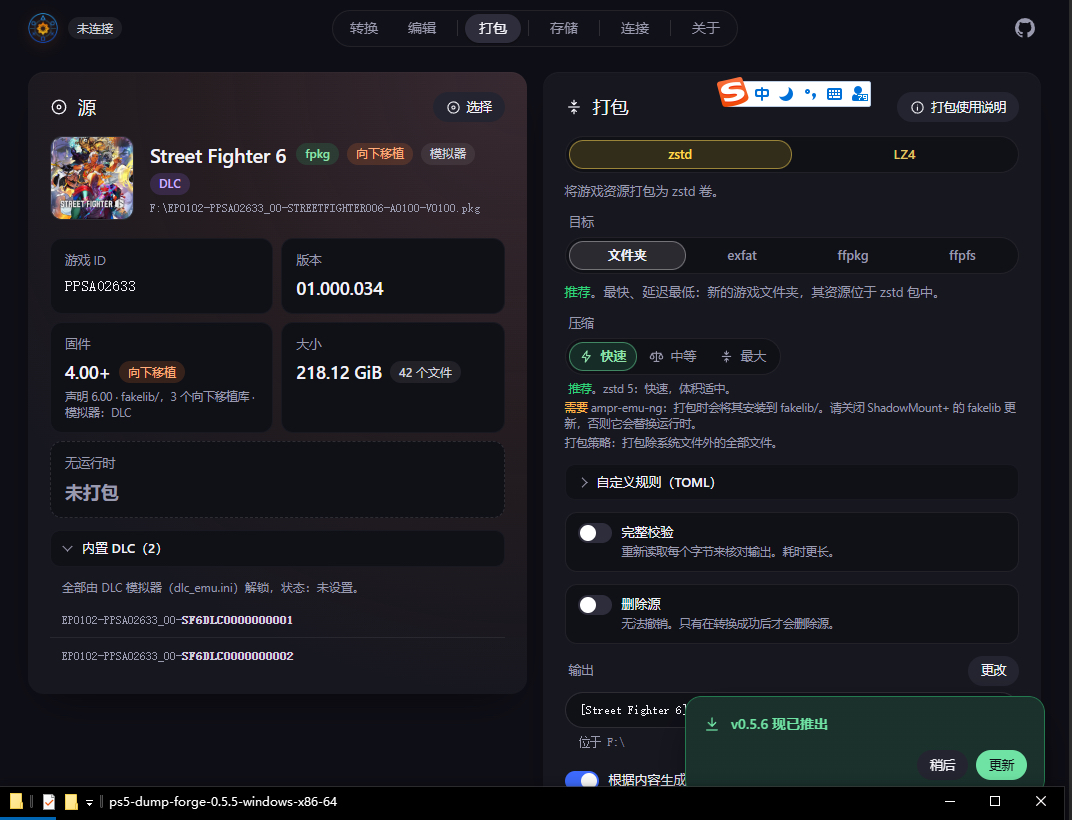 未连接
转换
编辑
打包
存储
连接
关于
源
选择
Street Fighter 6
fpkg
向下移植
模拟器
DLC
F:\EP0102-PPSA02633_00-STREETFIGHTER006-A0100-V0100.pkg
STREET FIGHTER 6
游戏 ID
PPSA02633
版本
01.000.034
固件
4.00+
向下移植
声明 6.00 · fakelib/，3 个向下移植库 ·
模拟器：DLC
大小
218.12 GiB
42 个文件
无运行时
未打包
内置 DLC（2）
全部由 DLC 模拟器（dlc_emu.ini）解锁，状态：未设置。
EP0102-PPSA02633_00-SF6DLC0000000001
EP0102-PPSA02633_00-SF6DLC0000000002
打包
S 中
打包使用说明
zstd
LZ4
将游戏资源打包为 zstd 卷。
目标
文件夹
exfat
ffpkg
ffpfs
推荐。最快、延迟最低：新的游戏文件夹，其资源位于 zstd 包中。
压缩
快速
中等
最大
推荐。zstd 5：快速，体积适中。
需要 ampr-emu-ng：打包时会将其安装到 fakelib/。请关闭 ShadowMount+ 的 fakelib 更
新，否则它会替换运行时。
打包策略：打包除系统文件外的全部文件。
自定义规则（TOML）
完整校验
重新读取每个字节来核对输出。耗时更长。
删除源
无法撤销。只有在转换成功后才会删除源。
输出
更改
[Street Fighter 6]
位于 F:\
根据内容生成
v0.5.6 现已推出
稍后
更新
ps5-dump-forge-0.5.5-windows-x86-64